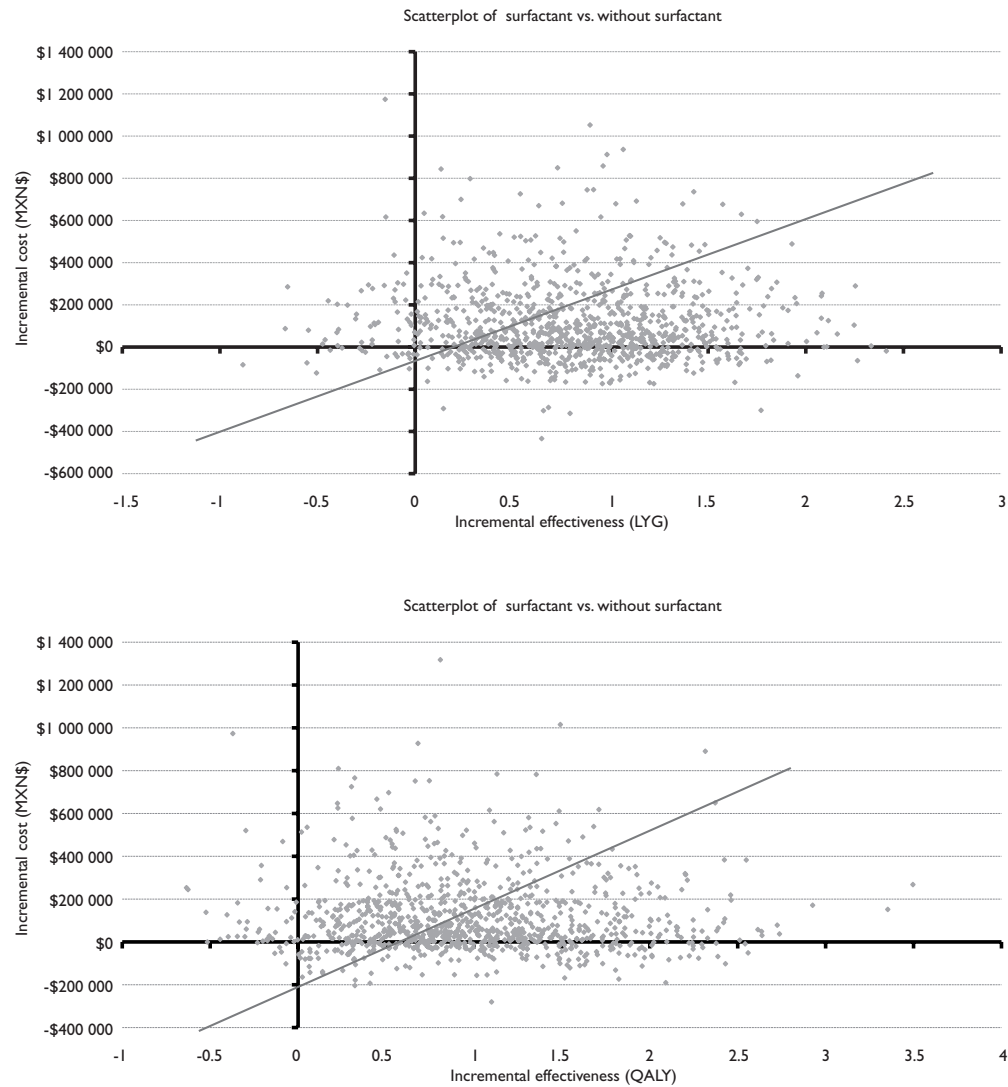 Scatterplot of surfactant vs. without surfactant
$1 400 000
$1 200 000
$1 000 000
$800 000
$600 000
$400 000
$200 000
$0
-$200 000
-$400 000
-$600 000
Incremental cost (MXN$)
-1.5 -1 -0.5 0 0.5 1 1.5 2 2.5 3
Incremental effectiveness (LYG)
Scatterplot of surfactant vs. without surfactant
$1 400 000
$1 200 000
$1 000 000
$800 000
$600 000
$400 000
$200 000
$0
-$200 000
-$400 000
Incremental cost (MXN$)
-1 -0.5 0 0.5 1 1.5 2 2.5 3 3.5 4
Incremental effectiveness (QALY)